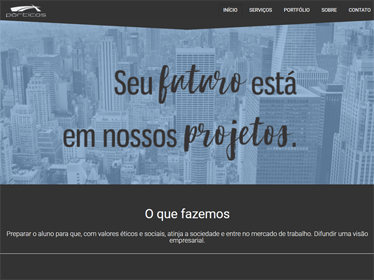 pórticos
INÍCIO SERVIÇOS PORTFÓLIO SOBRE CONTATO
Seu futuro está
em nossos projetos.
O que fazemos
Preparar o aluno para que, com valores éticos e sociais, atinja a sociedade e entre no mercado de trabalho. Difundir uma visão
empresarial.